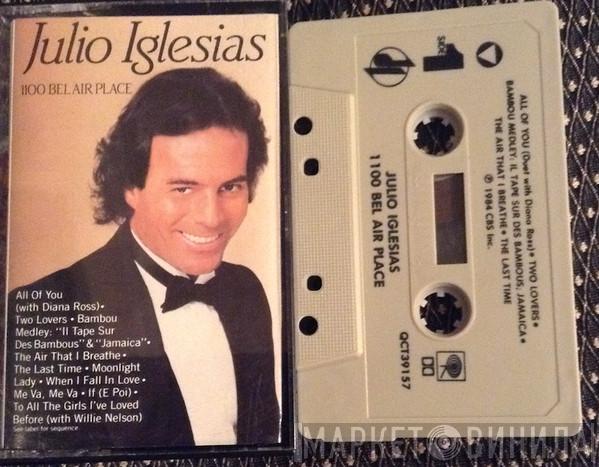 Julio Iglesias
1100 BEL AIR PLACE
All Of You
(with Diana Ross)•
Two Lovers • Bambou
Medley: "Il Tape Sur
Des Bambous" & "Jamaica" •
The Air That I Breathe •
The Last Time • Moonlight
Lady • When I Fall In Love •
Me Va, Me Va • If (E Poi) •
To All The Girls I've Loved
Before (with Willie Nelson)
See label for sequence
SIDE 1
ALL OF YOU (Duet with Diana Ross)• TWO LOVERS •
BAMBOU MEDLEY: IL TAPE SUR DES BAMBOUS; JAMAICA •
THE AIR THAT I BREATHE • THE LAST TIME
℗ 1984 CBS Inc.
JULIO IGLESIAS
1100 BEL AIR PLACE
QCT39157
МАРКЕТ ВИНИЛА